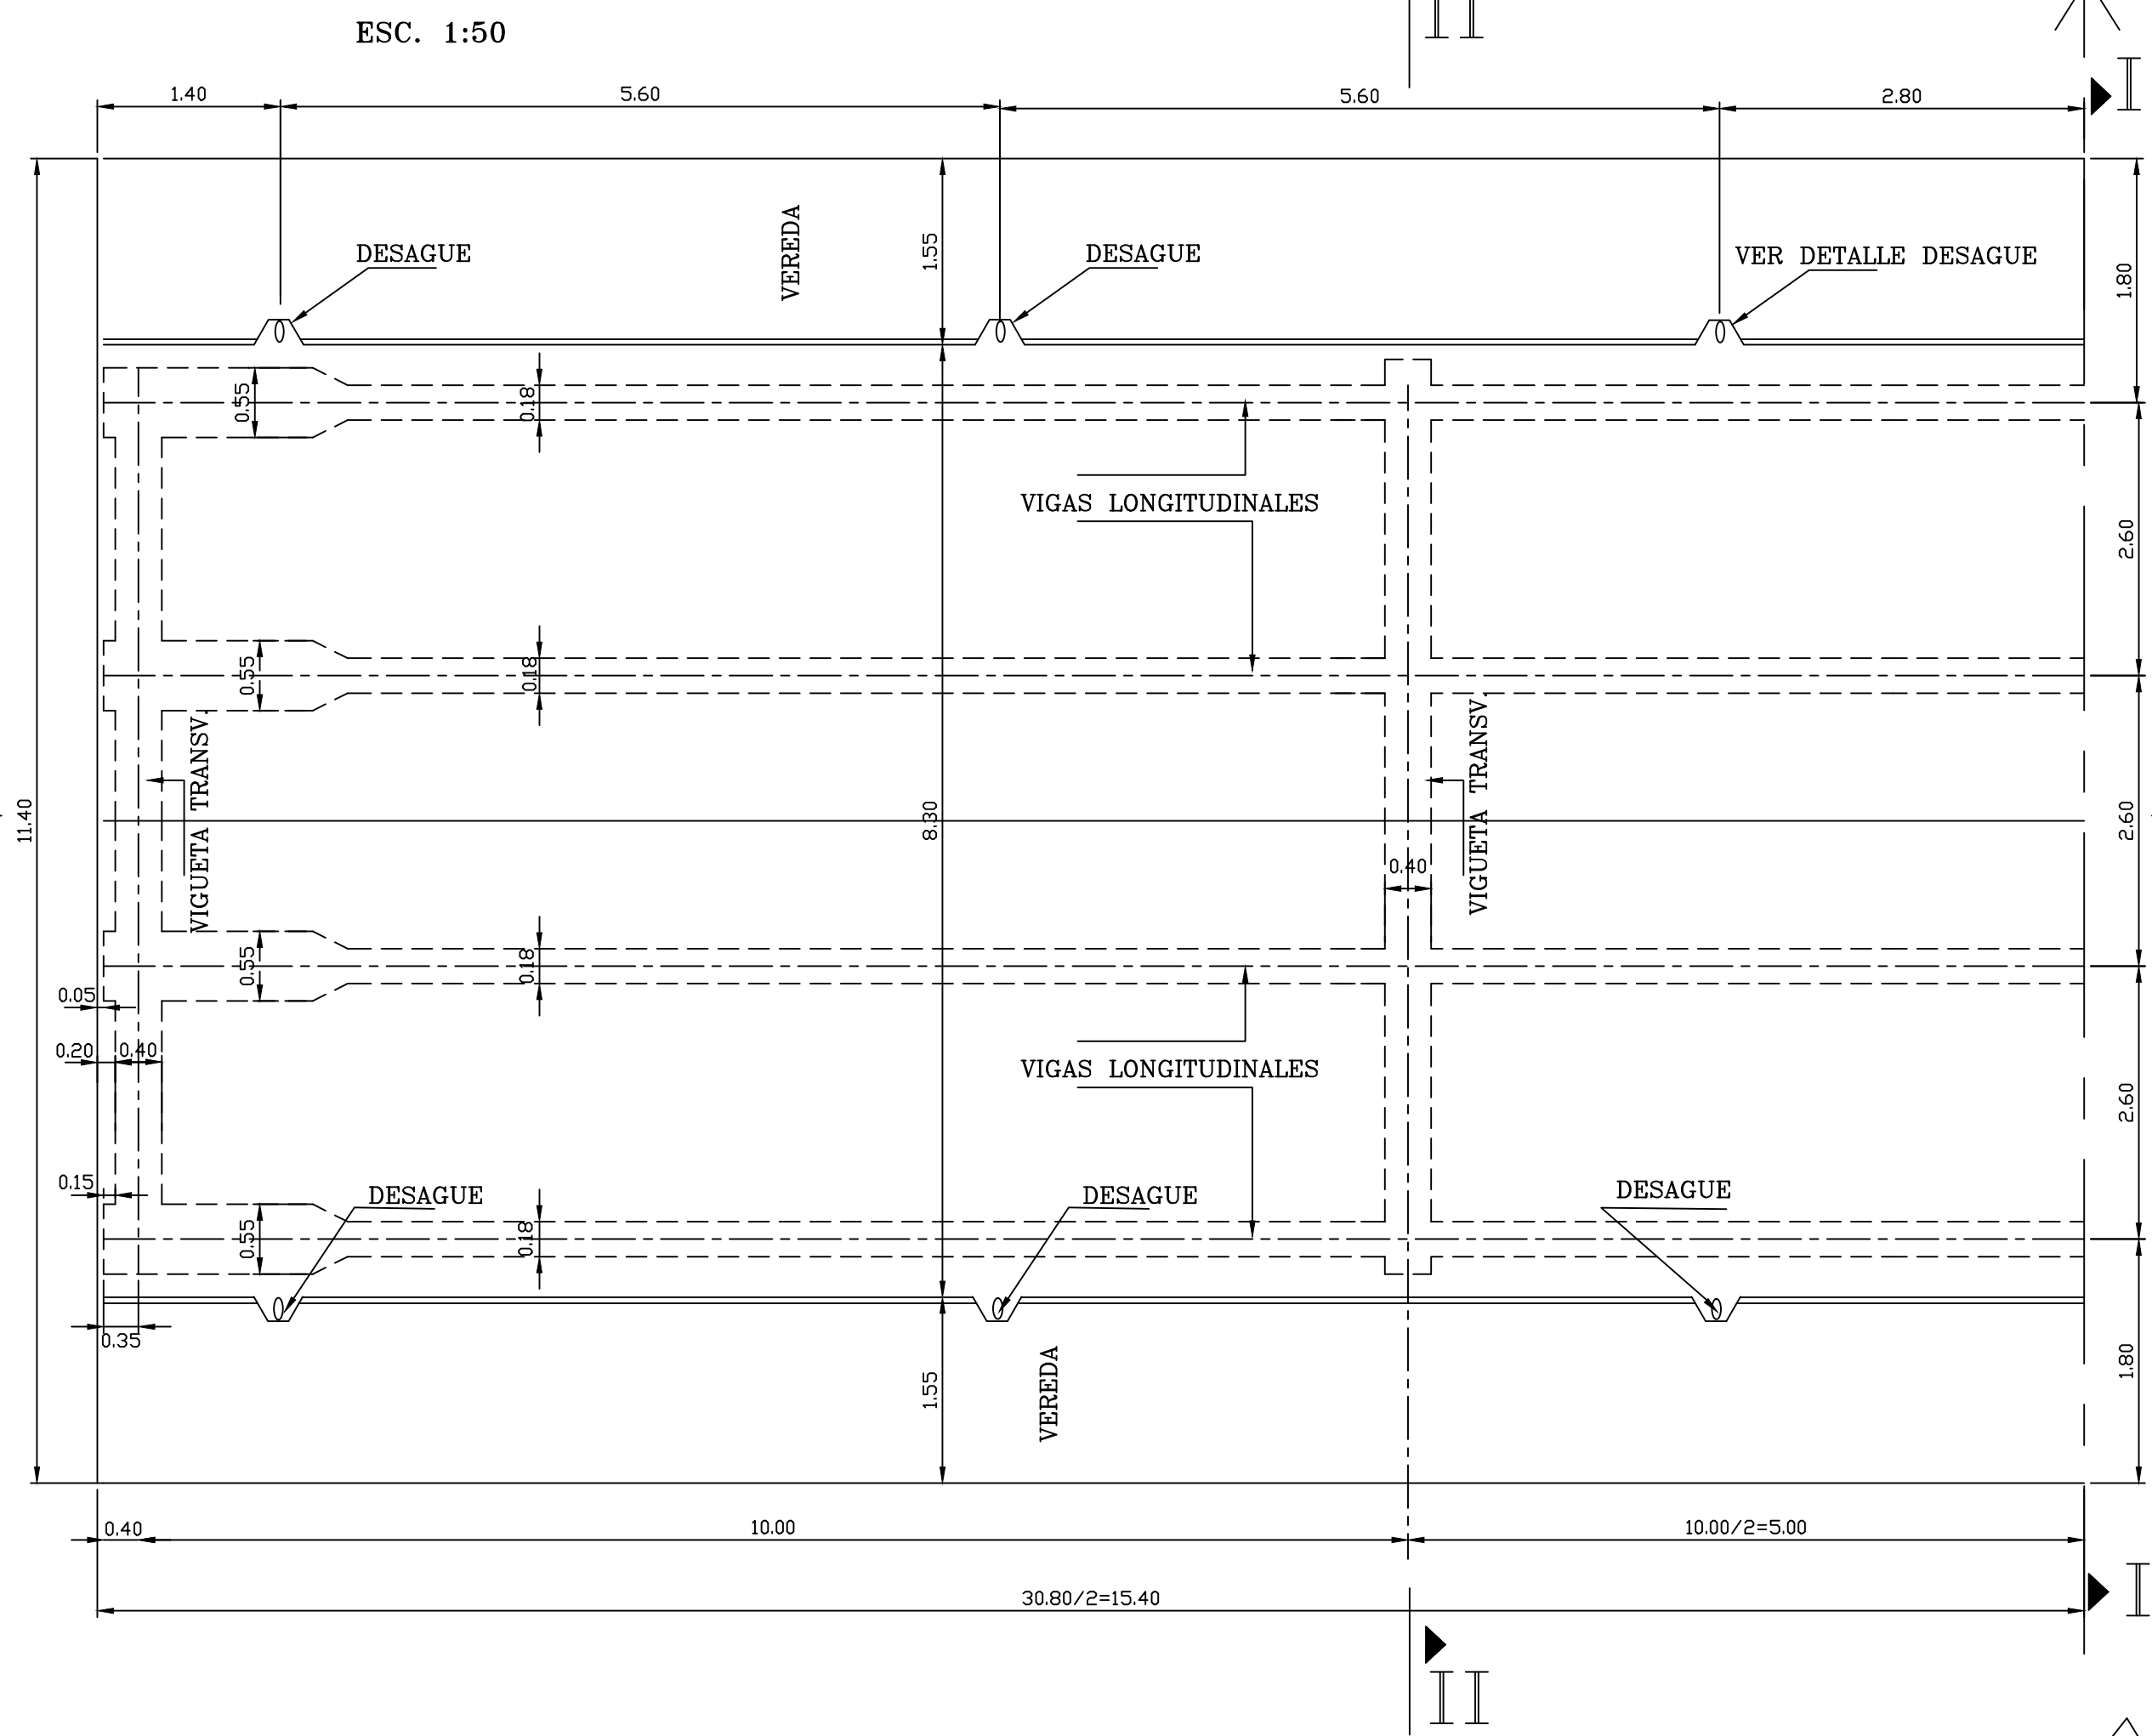 ESC. 1:50
II
I
1.40
5.60
5.60
2.80
VEREDA
1.55
DESAGUE
DESAGUE
VER DETALLE DESAGUE
1.80
0.55
0.18
VIGAS LONGITUDINALES
2.60
0.55
0.18
VIGUETA TRANSV.
VIGUETA TRANSV.
11.40
8.30
2.60
0.40
0.55
0.18
0.05
0.20
0.40
VIGAS LONGITUDINALES
2.60
0.15
DESAGUE
DESAGUE
DESAGUE
0.55
0.18
0.35
1.55
VEREDA
1.80
0.40
10.00
10.00/2=5.00
30.80/2=15.40
I
II